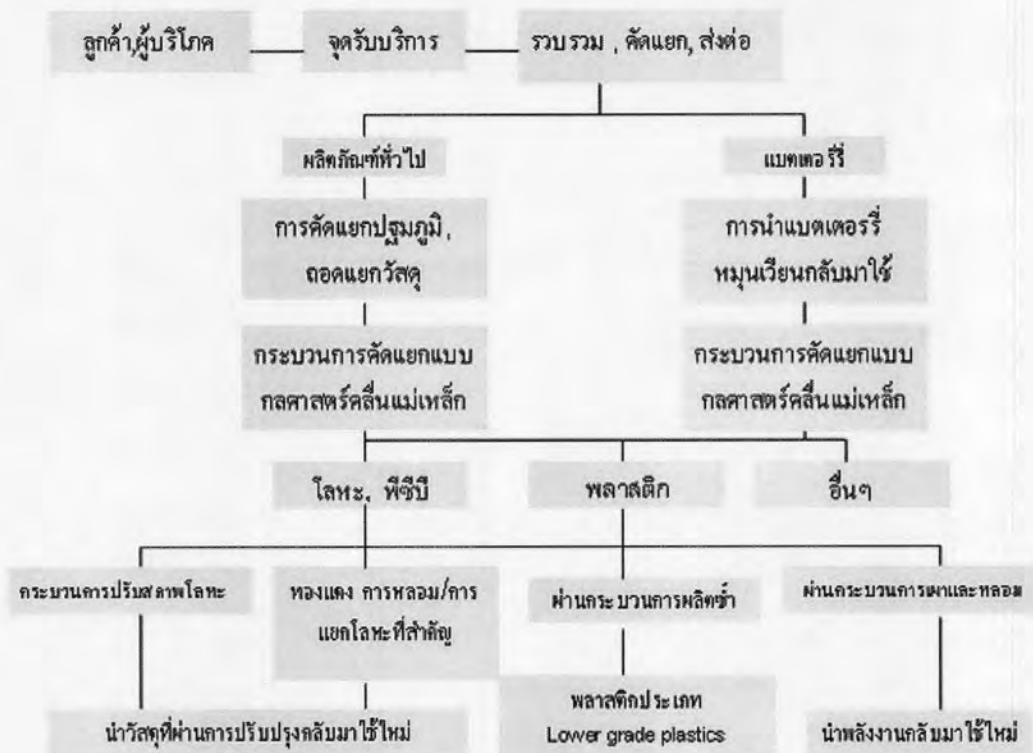 ลูกค้า,ผู้บริโภค
จุดรับบริการ
รวบรวม , คัดแยก, ส่งต่อ
ผลิตภัณฑ์ทั่วไป
แบตเตอรี่
การคัดแยกปฐมภูมิ ,
ถอดแยกวัสดุ
การนำแบตเตอร์รี่
หมุนเวียนกลับมาใช้
กระบวนการคัดแยกแบบ
กลศาสตร์คลื่นแม่เหล็ก
กระบวนการคัดแยกแบบ
กลศาสตร์คลื่นแม่เหล็ก
โลหะ, พีซีบี
พลาสติก
อื่นๆ
กระบวนการปรับสภาพโลหะ
ทองแดง การหลอม/การ
แยกโลหะที่สำคัญ
ผ่านกระบวนการผลิตซ้ำ
ผ่านกระบวนการเผาและหลอม
นำวัสดุที่ผ่านการปรับปรุงกลับมาใช้ใหม่
พลาสติกประเภท
Lower grade plastics
นำพลังงานกลับมาใช้ใหม่